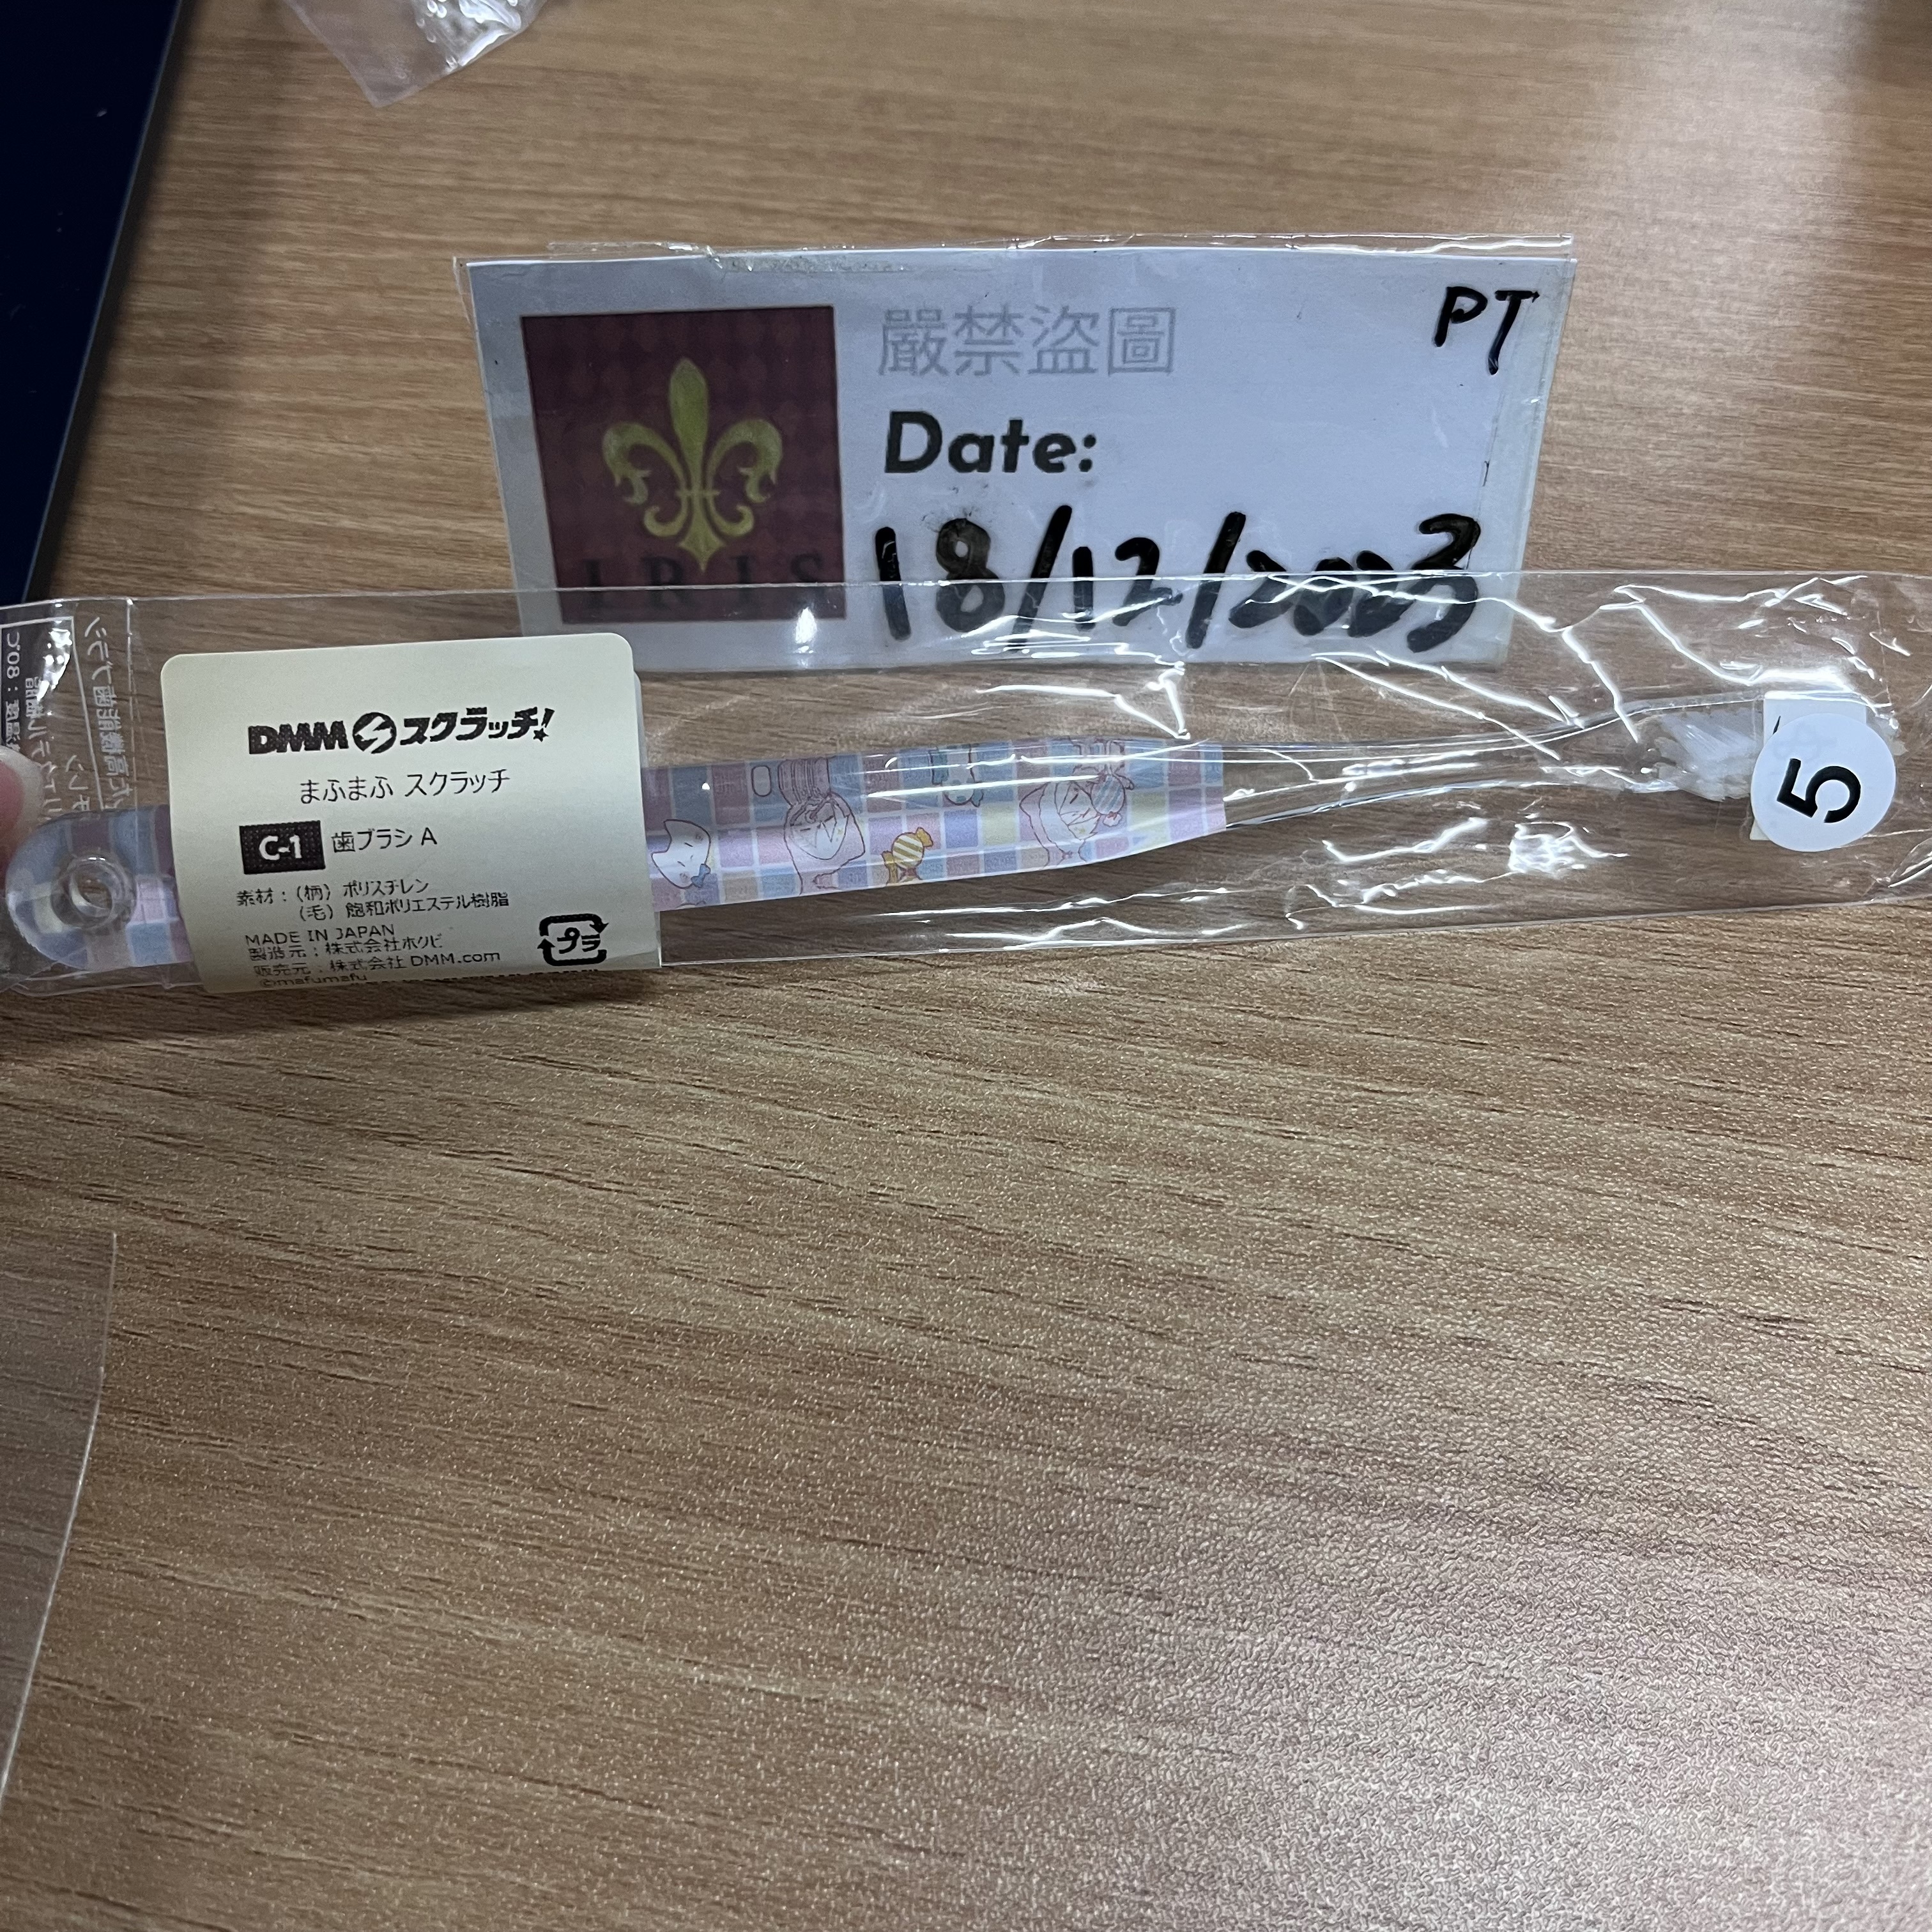 嚴禁盜圖
PT
Date:
18/12/2023
IRIS
DMM スクラッチ!
まふまふ スクラッチ
C-1 歯ブラシ A
素材:(柄)ポリスチレン
(毛)飽和ポリエステル樹脂
MADE IN JAPAN
製造元:株式会社ホクビ
販売元:株式会社 DMM.com
©mafumafu
プラ
5